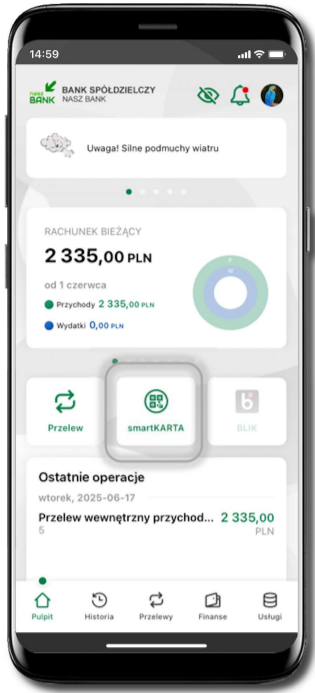 14:59
nasz
BANK
BANK SPÓŁDZIELCZY
NASZ BANK
Uwaga! Silne podmuchy wiatru
RACHUNEK BIEŻĄCY
2 335,00 PLN
od 1 czerwca
Przychody 2 335,00 PLN
Wydatki 0,00 PLN
Przelew
smartKARTA
BLIK
Ostatnie operacje
wtorek, 2025-06-17
Przelew wewnętrzny przychod... 2 335,00
5 PLN
Pulpit
Historia
Przelewy
Finanse
Usługi